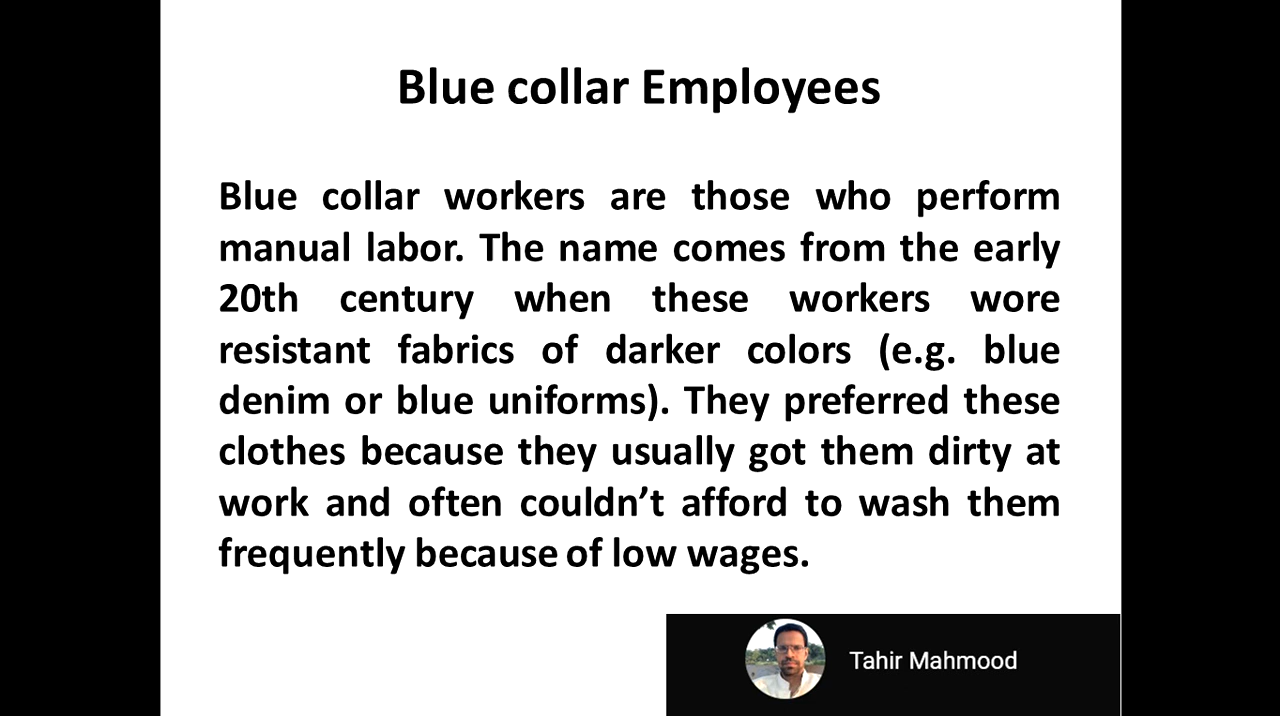 Blue collar Employees
Blue collar workers are those who perform
manual labor. The name comes from the early
20th century when these workers wore
resistant fabrics of darker colors (e.g. blue
denim or blue uniforms). They preferred these
clothes because they usually got them dirty at
work and often couldn’t afford to wash them
frequently because of low wages.
Tahir Mahmood